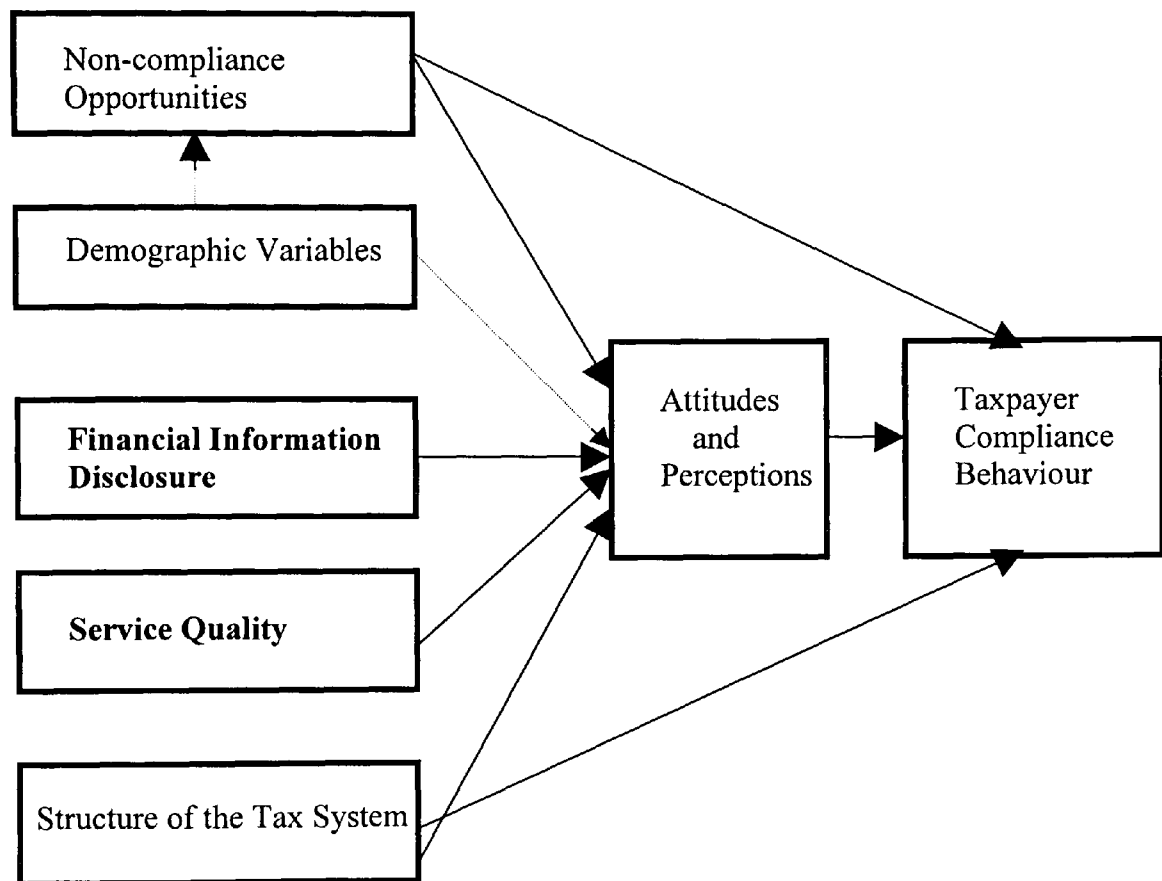 Non-compliance
Opportunities
Demographic Variables
Financial Information
Disclosure
Service Quality
Structure of the Tax System
Attitudes
and
Perceptions
Taxpayer
Compliance
Behaviour